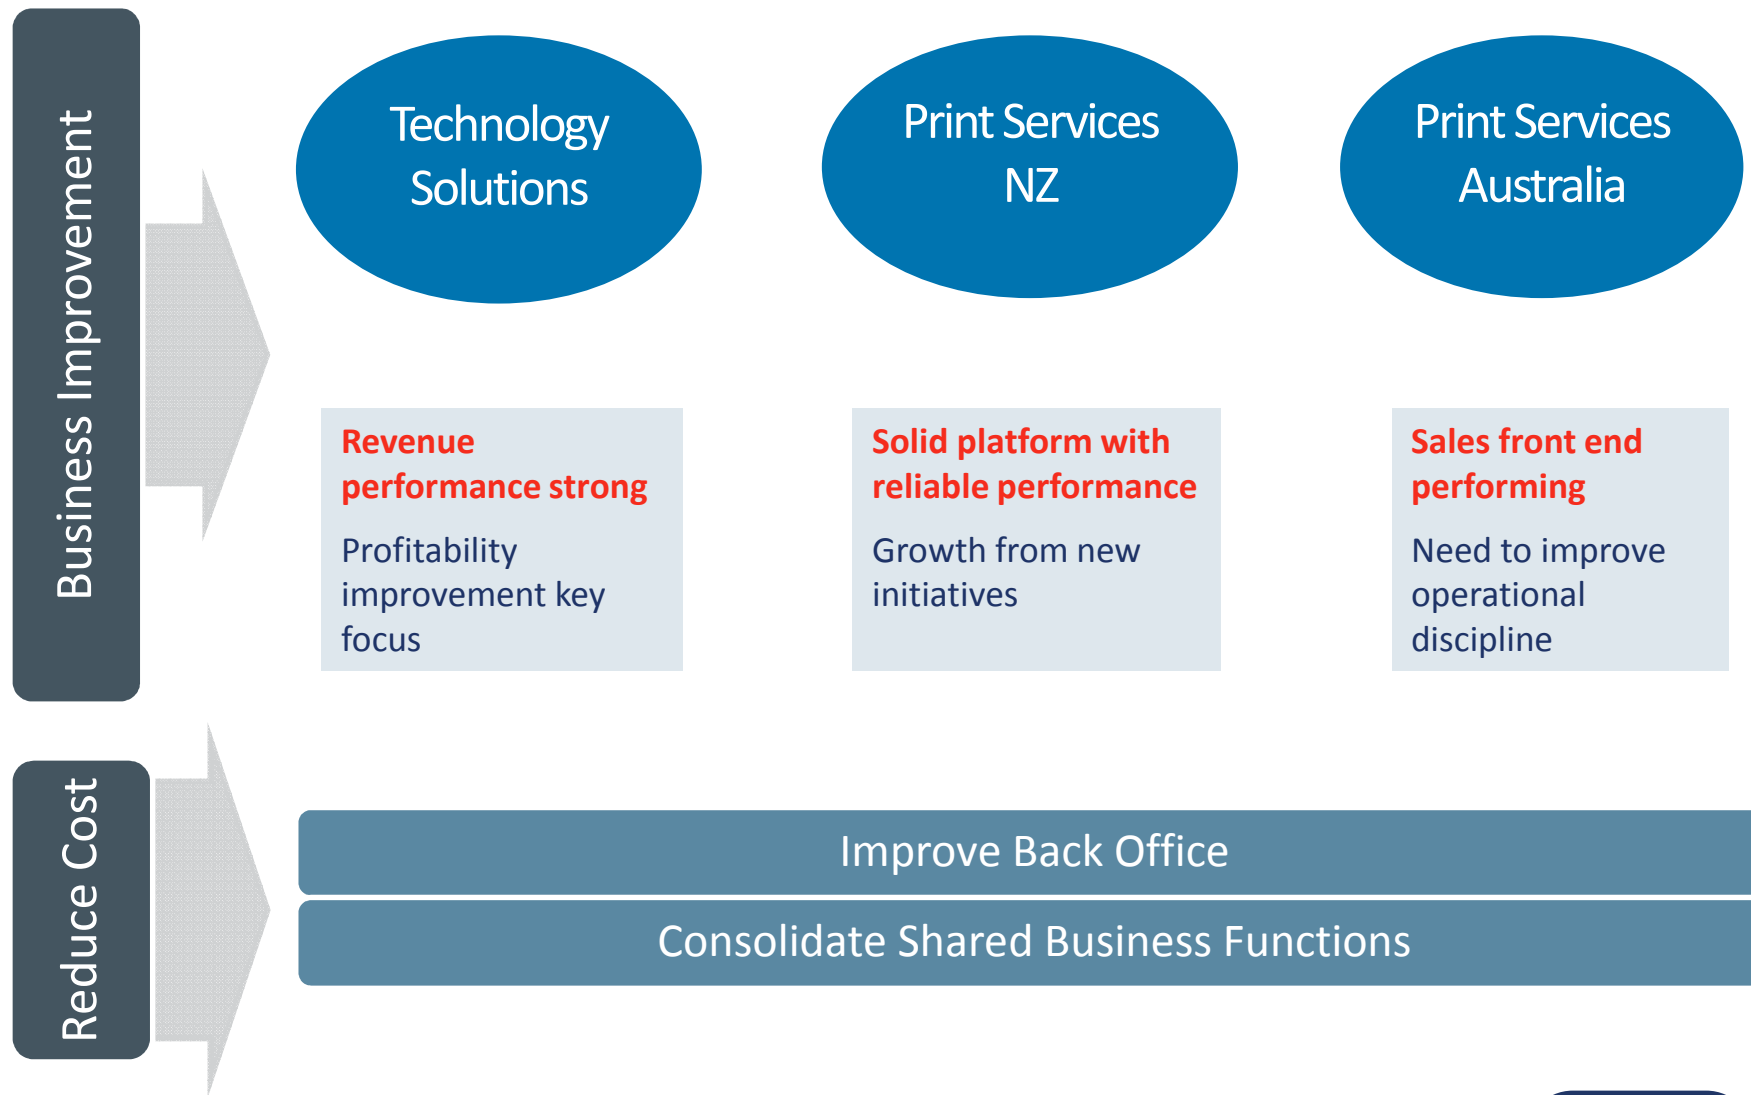 Business Improvement
Technology
Solutions
Print Services
NZ
Print Services
Australia
Revenue
performance strong
Profitability
improvement key
focus
Solid platform with
reliable performance
Growth from new
initiatives
Sales front end
performing
Need to improve
operational
discipline
Reduce Cost
Improve Back Office
Consolidate Shared Business Functions